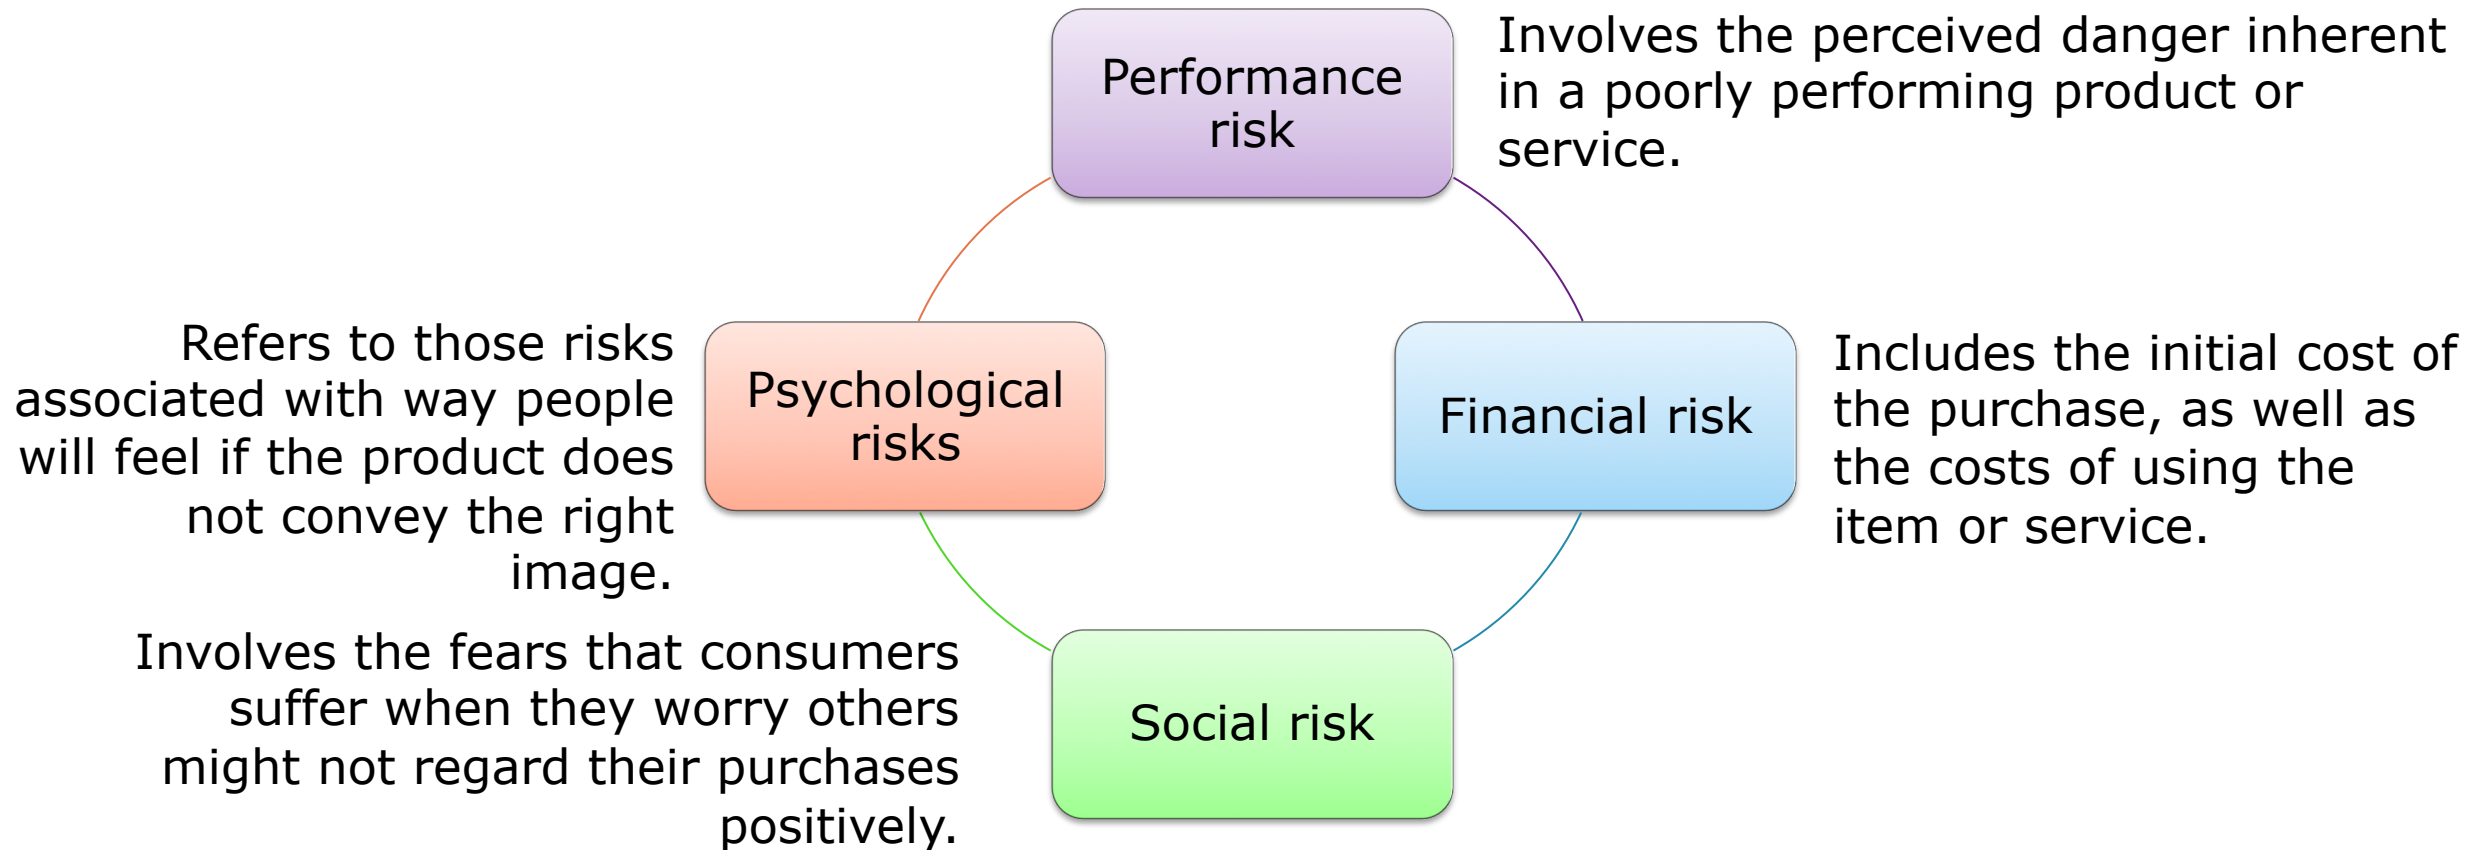 Performance
risk
Involves the perceived danger inherent
in a poorly performing product or
service.
Refers to those risks
associated with way people
will feel if the product does
not convey the right
image.
Psychological
risks
Financial risk
Includes the initial cost of
the purchase, as well as
the costs of using the
item or service.
Involves the fears that consumers
suffer when they worry others
might not regard their purchases
positively.
Social risk